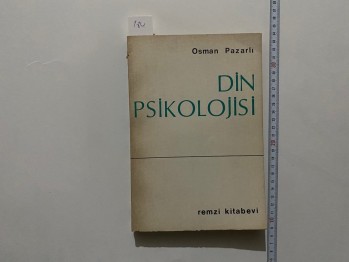 Osman Pazarlı
DİN
PSİKOLOJİSİ
remzi kitabevi